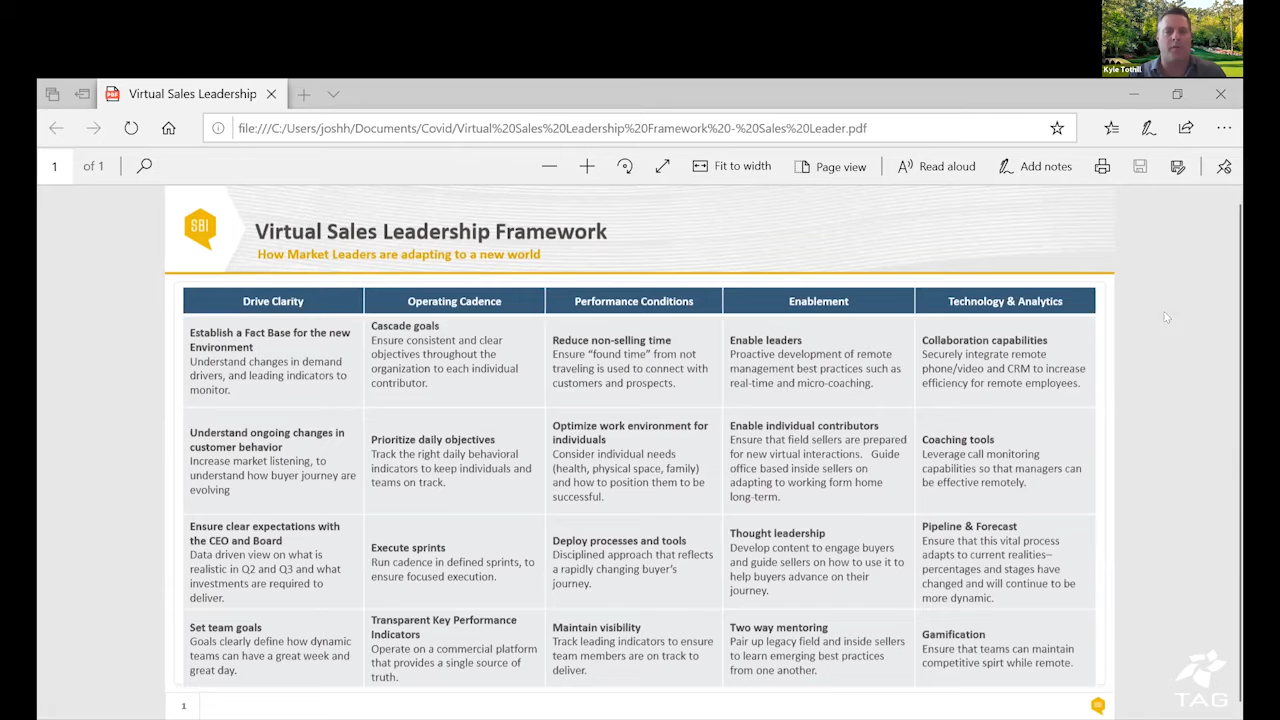 Kyle Tothill
Virtual Sales Leadership
file:///C:/Users/joshh/Documents/Covid/Virtual%20Sales%20Leadership%20Framework%20-%20Sales%20Leader.pdf
1 of 1
Fit to width
Page view
Read aloud
Add notes
SBI
Virtual Sales Leadership Framework
How Market Leaders are adapting to a new world
Drive Clarity
Operating Cadence
Performance Conditions
Enablement
Technology & Analytics
Establish a Fact Base for the new
Environment
Understand changes in demand
drivers, and leading indicators to
monitor.
Cascade goals
Ensure consistent and clear
objectives throughout the
organization to each individual
contributor.
Reduce non-selling time
Ensure “found time” from not
traveling is used to connect with
customers and prospects.
Enable leaders
Proactive development of remote
management best practices such as
real-time and micro-coaching.
Collaboration capabilities
Securely integrate remote
phone/video and CRM to increase
efficiency for remote employees.
Understand ongoing changes in
customer behavior
Increase market listening, to
understand how buyer journey are
evolving
Prioritize daily objectives
Track the right daily behavioral
indicators to keep individuals and
teams on track.
Optimize work environment for
individuals
Consider individual needs
(health, physical space, family)
and how to position them to be
successful.
Enable individual contributors
Ensure that field sellers are prepared
for new virtual interactions. Guide
office based inside sellers on
adapting to working form home
long-term.
Coaching tools
Leverage call monitoring
capabilities so that managers can
be effective remotely.
Ensure clear expectations with
the CEO and Board
Data driven view on what is
realistic in Q2 and Q3 and what
investments are required to
deliver.
Execute sprints
Run cadence in defined sprints, to
ensure focused execution.
Deploy processes and tools
Disciplined approach that reflects
a rapidly changing buyer’s
journey.
Thought leadership
Develop content to engage buyers
and guide sellers on how to use it to
help buyers advance on their
journey.
Pipeline & Forecast
Ensure that this vital process
adapts to current realities–
percentages and stages have
changed and will continue to be
more dynamic.
Set team goals
Goals clearly define how dynamic
teams can have a great week and
great day.
Transparent Key Performance
Indicators
Operate on a commercial platform
that provides a single source of
truth.
Maintain visibility
Track leading indicators to ensure
team members are on track to
deliver.
Two way mentoring
Pair up legacy field and inside sellers
to learn emerging best practices
from one another.
Gamification
Ensure that teams can maintain
competitive spirt while remote.
1
TAG